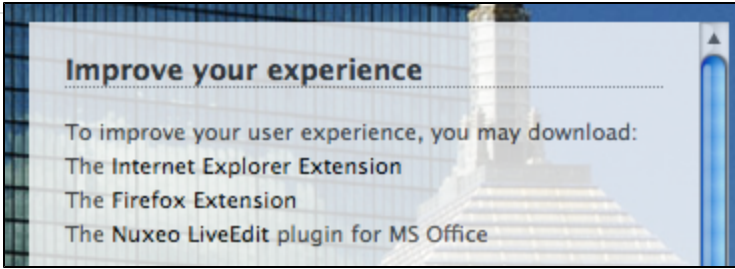 Improve your experience
To improve your user experience, you may download:
The Internet Explorer Extension
The Firefox Extension
The Nuxeo LiveEdit plugin for MS Office